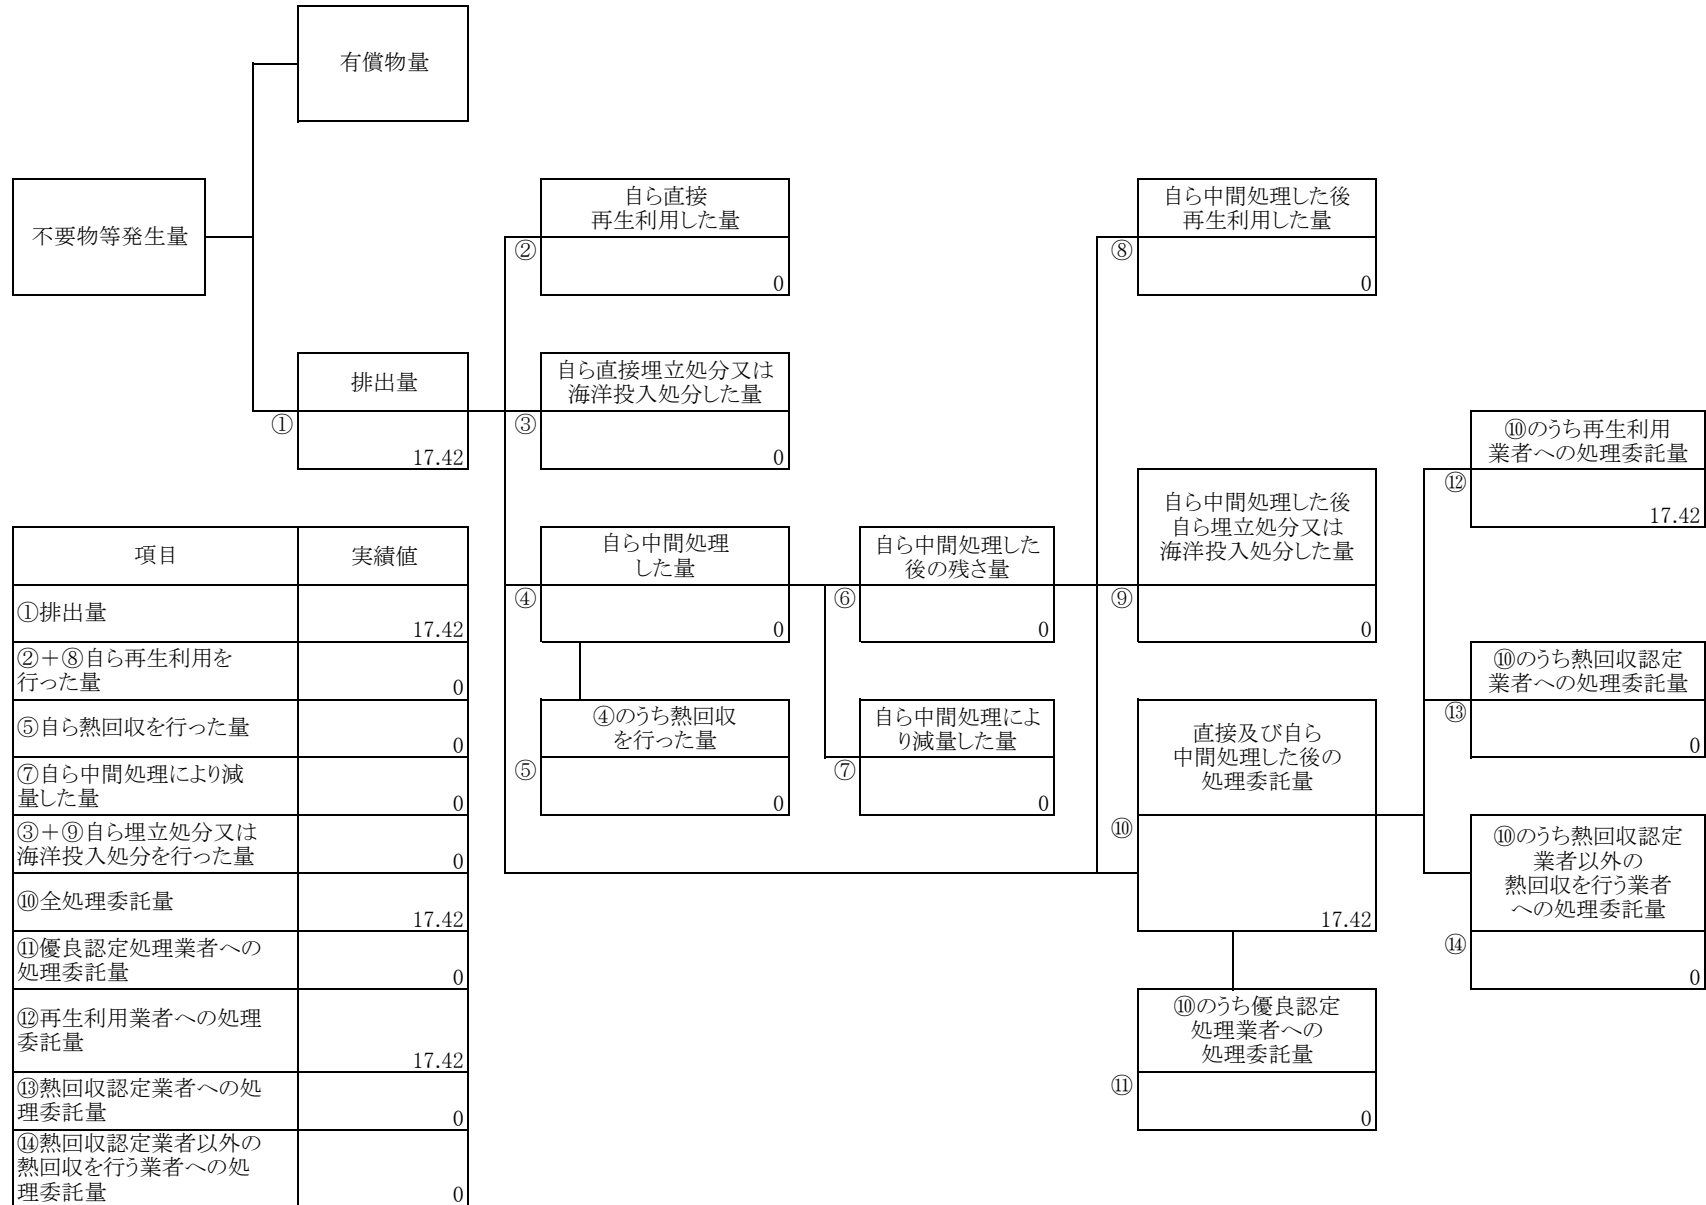 有償物量
不要物等発生量
自ら直接
再生利用した量
②
0
自ら中間処理した後
再生利用した量
⑧
0
排出量
①
17.42
自ら直接埋立処分又は
海洋投入処分した量
③
0
⑩のうち再生利用
業者への処理委託量
⑫
17.42
自ら中間処理した後
自ら埋立処分又は
海洋投入処分した量
⑨
0
自ら中間処理
した量
④
0
自ら中間処理した
後の残さ量
⑥
0
④のうち熱回収
を行った量
⑤
0
自ら中間処理によ
り減量した量
⑦
0
直接及び自ら
中間処理した後の
処理委託量
⑩
17.42
⑩のうち熱回収認定
業者への処理委託量
⑬
0
⑩のうち熱回収認定
業者以外の
熱回収を行う業者
への処理委託量
⑭
0
⑩のうち優良認定
処理業者への
処理委託量
⑪
0
項目 実績値
①排出量
17.42
②+⑧自ら再生利用を
行った量
0
⑤自ら熱回収を行った量
0
⑦自ら中間処理により減
量した量
0
③+⑨自ら埋立処分又は
海洋投入処分を行った量
0
⑩全処理委託量
17.42
⑪優良認定処理業者への
処理委託量
0
⑫再生利用業者への処理
委託量
17.42
⑬熱回収認定業者への処
理委託量
0
⑭熱回収認定業者以外の
熱回収を行う業者への処
理委託量
0